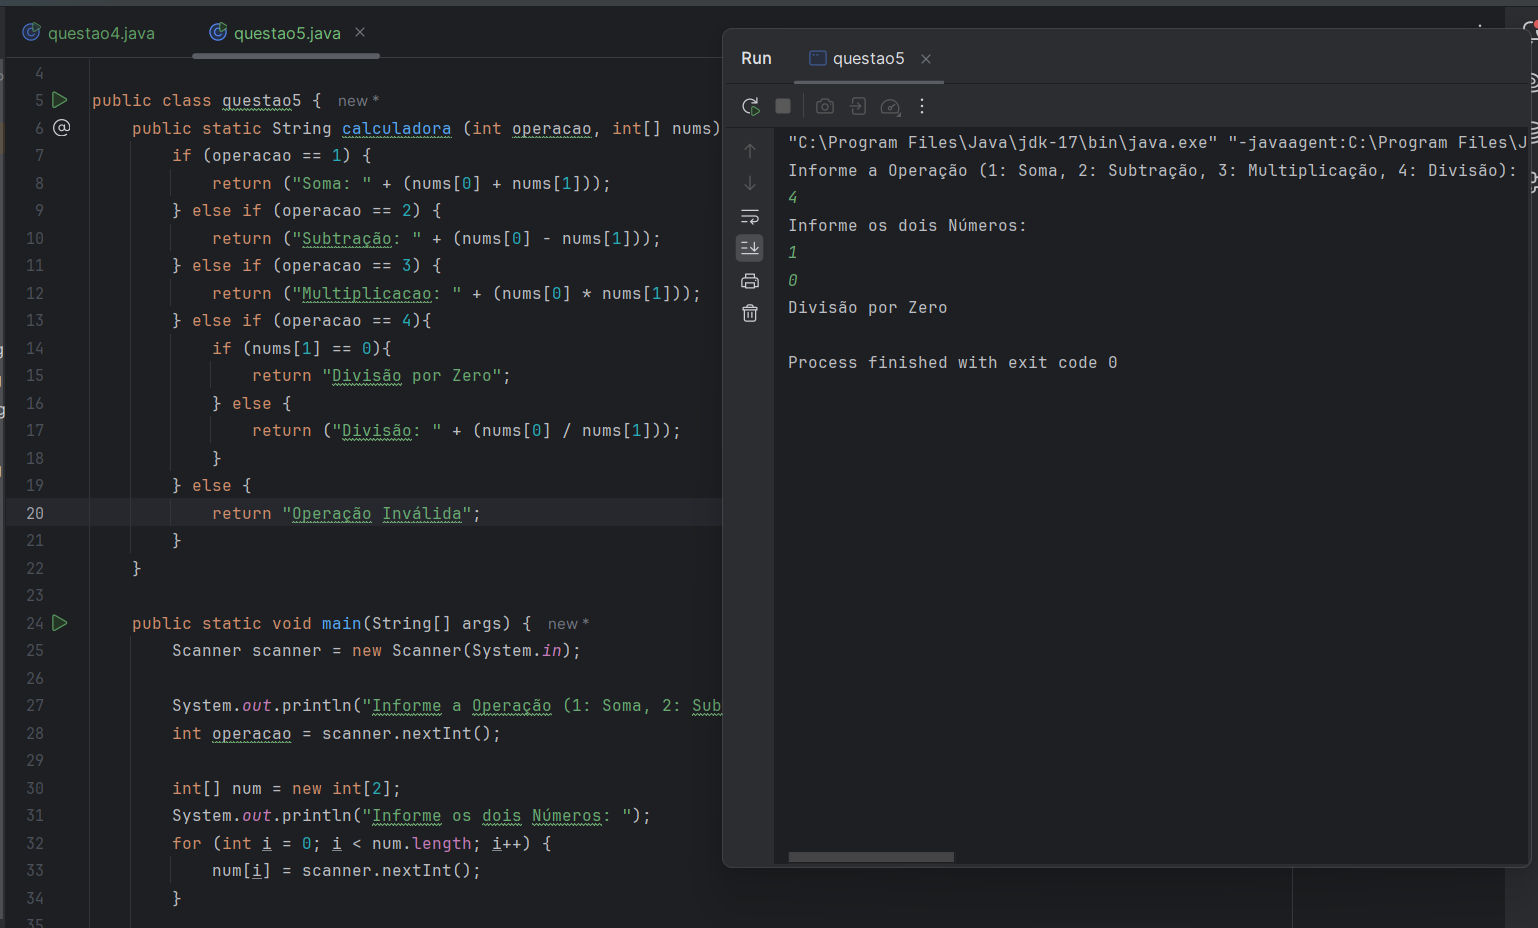 questao4.java
questao5.java
4
5 public class questao5 { new *
6 public static String calculadora (int operacao, int[] nums)
7 if (operacao == 1) {
8 return ("Soma: " + (nums[0] + nums[1]));
9 } else if (operacao == 2) {
10 return ("Subtração: " + (nums[0] - nums[1]));
11 } else if (operacao == 3) {
12 return ("Multiplicacao: " + (nums[0] * nums[1]));
13 } else if (operacao == 4){
14 if (nums[1] == 0){
15 return "Divisão por Zero";
16 } else {
17 return ("Divisão: " + (nums[0] / nums[1]));
18 }
19 } else {
20 return "Operação Inválida";
21 }
22 }
23
24 public static void main(String[] args) { new *
25 Scanner scanner = new Scanner(System.in);
26
27 System.out.println("Informe a Operação (1: Soma, 2: Sub
28 int operacao = scanner.nextInt();
29
30 int[] num = new int[2];
31 System.out.println("Informe os dois Números: ");
32 for (int i = 0; i < num.length; i++) {
33 num[i] = scanner.nextInt();
34 }
35
Run
questao5
"C:\Program Files\Java\jdk-17\bin\java.exe" "-javaagent:C:\Program Files\J
Informe a Operação (1: Soma, 2: Subtração, 3: Multiplicação, 4: Divisão):
4
Informe os dois Números:
1
0
Divisão por Zero
Process finished with exit code 0